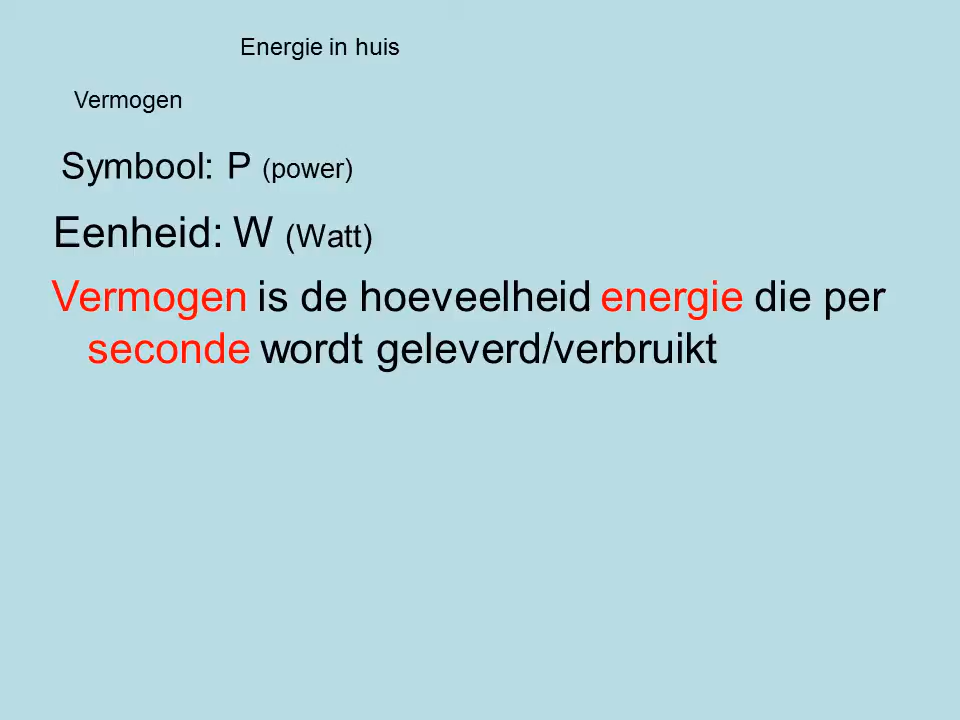 Energie in huis
Vermogen
Symbool: P (power)
Eenheid: W (Watt)
Vermogen is de hoeveelheid energie die per
seconde wordt geleverd/verbruikt